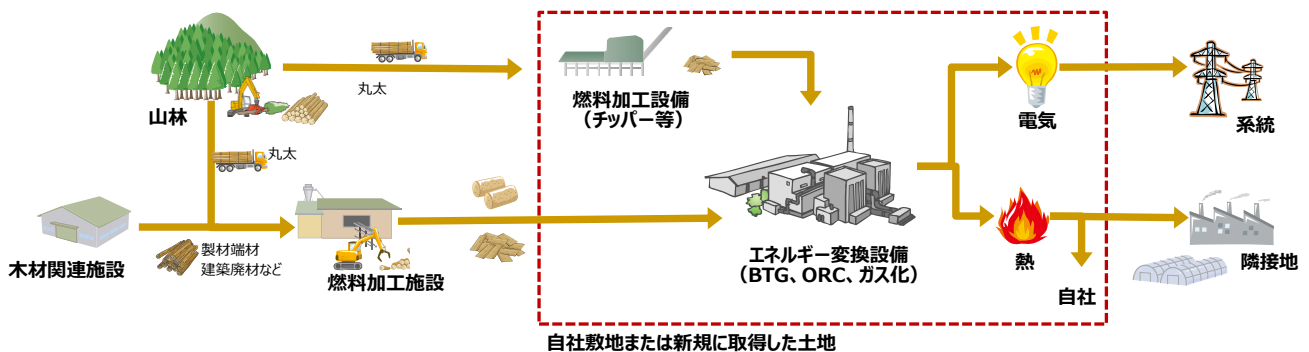 丸太
山林
燃料加工設備
（チッパー等）
電気
系統
丸太
製材端材
建築廃材など
木材関連施設
燃料加工施設
エネルギー変換設備
（BTG、ORC、ガス化）
熱
自社
隣接地
自社敷地または新規に取得した土地